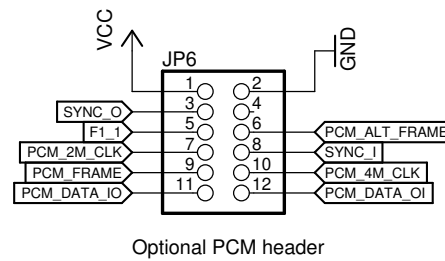 VCC
GND
JP6
1 2
SYNC_O 3 4
F1_1 5 6 PCM_ALT_FRAME
PCM_2M_CLK 7 8 SYNC_I
PCM_FRAME 9 10 PCM_4M_CLK
PCM_DATA_IO 11 12 PCM_DATA_OI
Optional PCM header